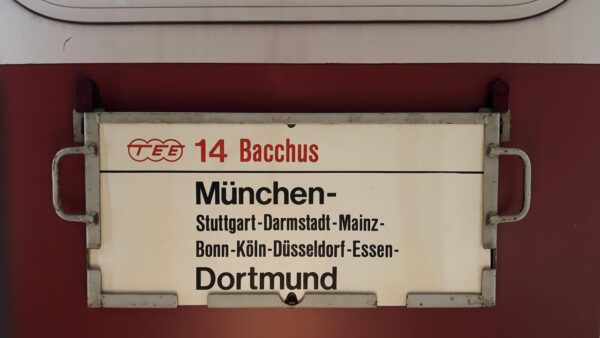 TEE 14 Bacchus
München-
Stuttgart-Darmstadt-Mainz-
Bonn-Köln-Düsseldorf-Essen-
Dortmund